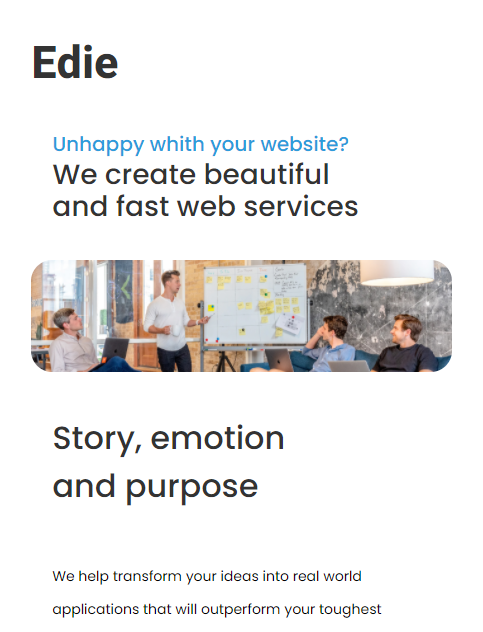 Edie
Unhappy whith your website?
We create beautiful
and fast web services
Story, emotion
and purpose
We help transform your ideas into real world
applications that will outperform your toughest